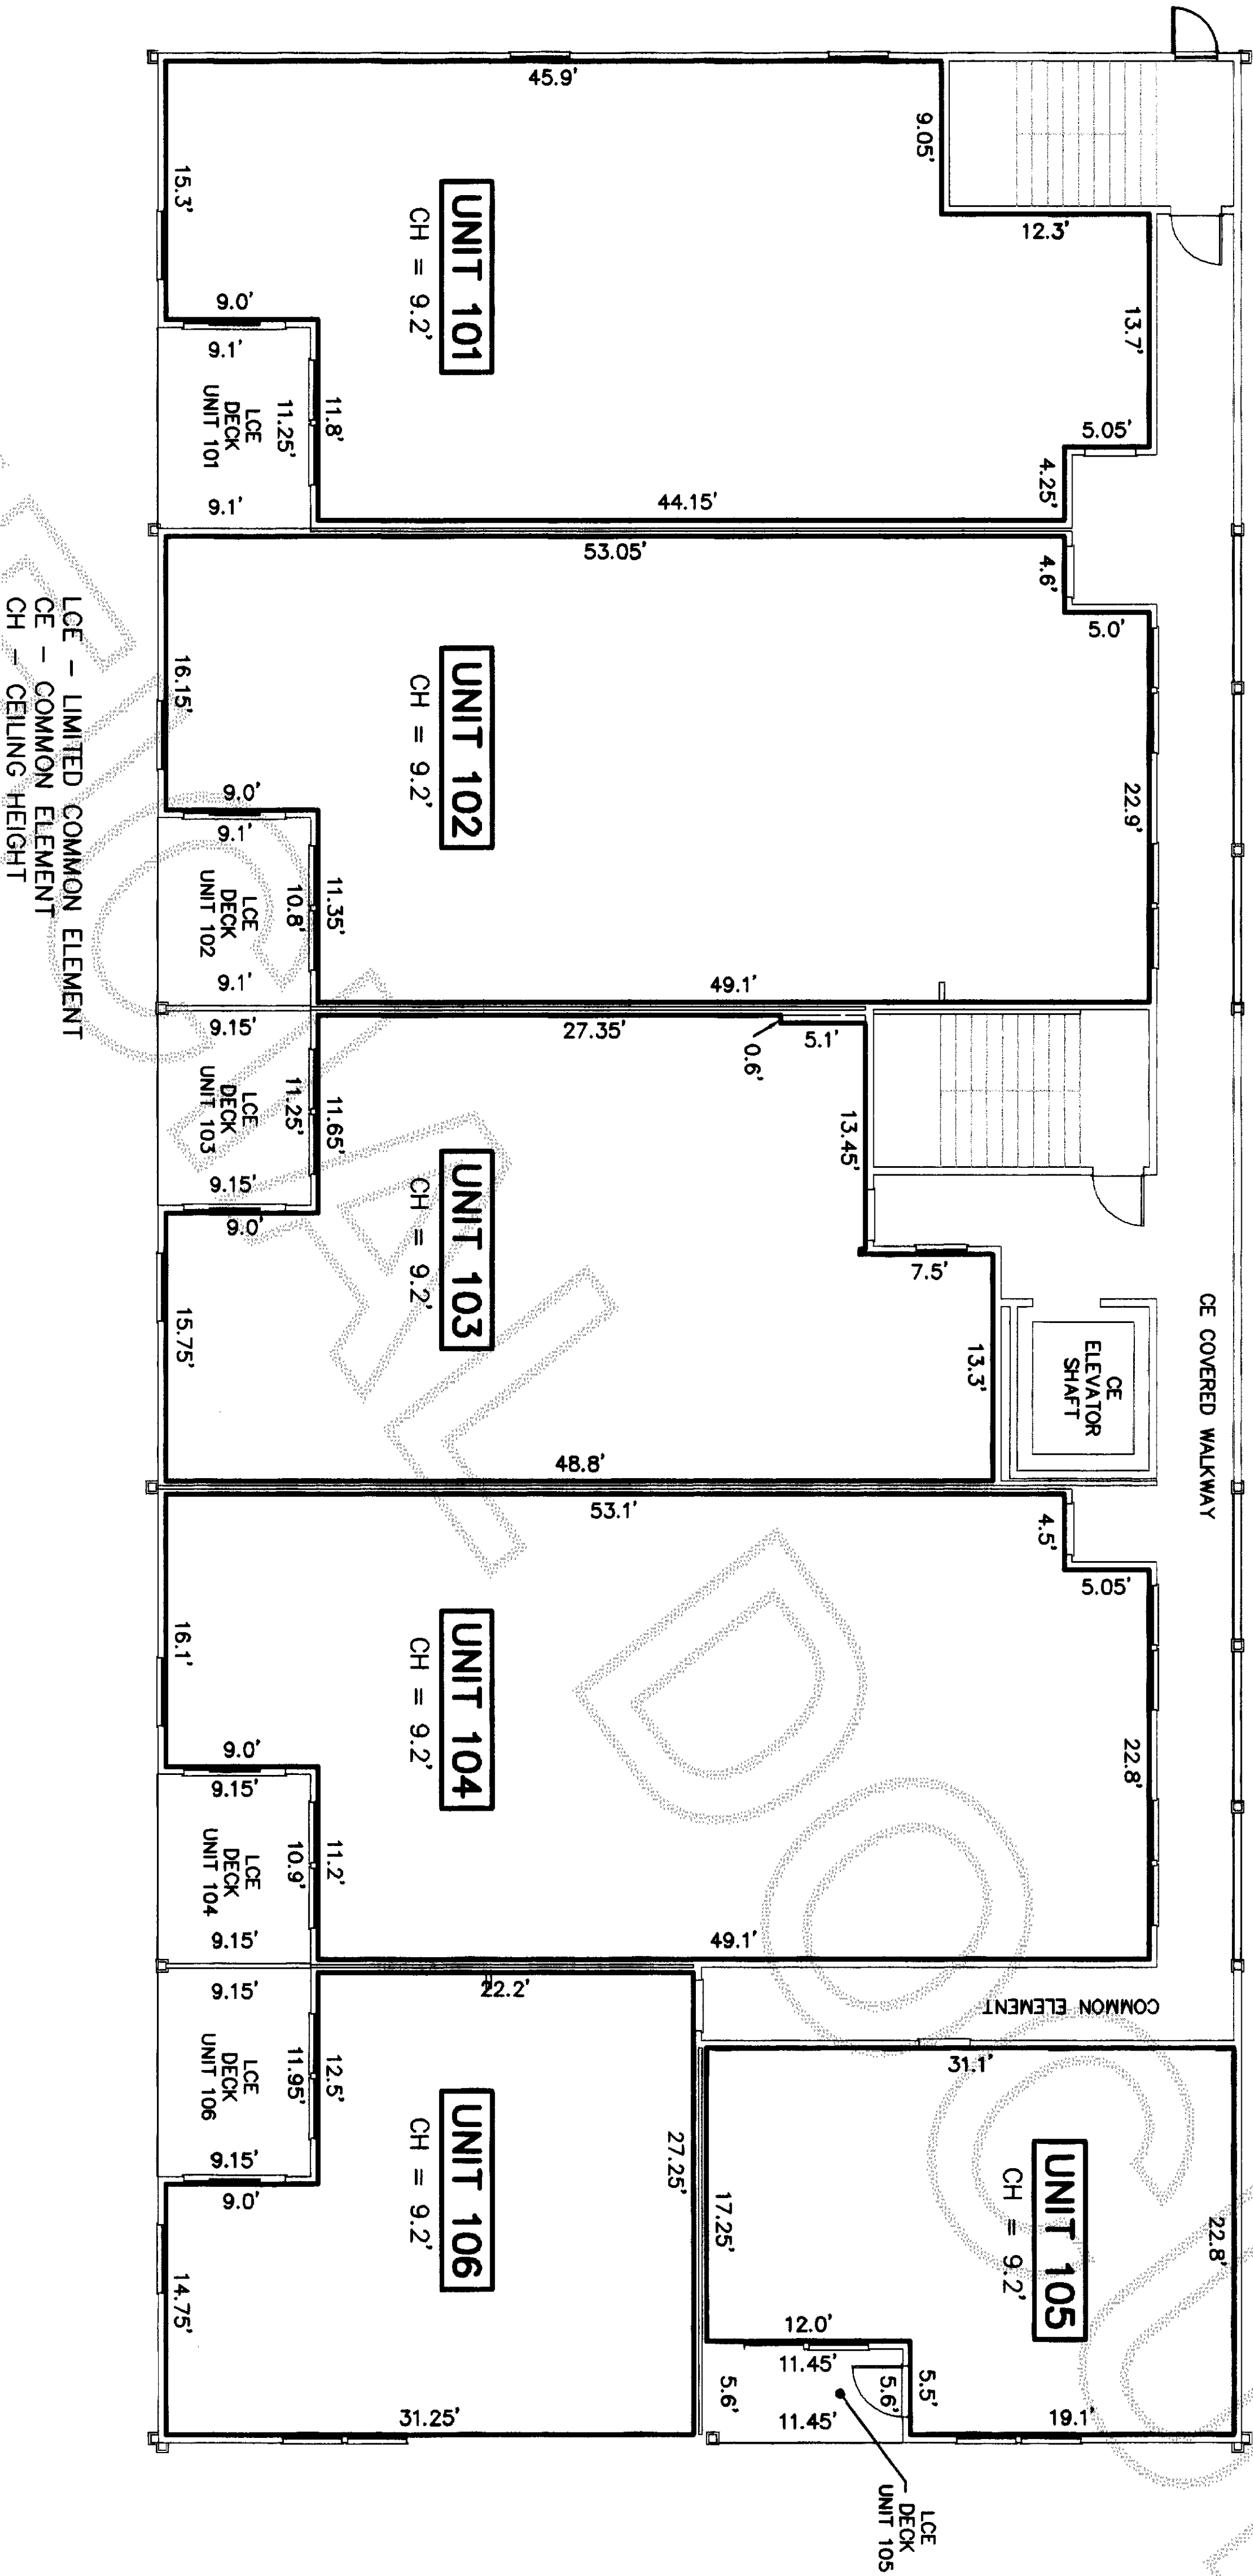 45.9'
9.05'
12.3'
13.7'
5.05'
4.25'
44.15'
11.8'
9.0'
15.3'
UNIT 101
CH = 9.2'
9.1'
11.25'
LCE
DECK
UNIT 101
9.1'
53.05'
4.6'
5.0'
22.9'
49.1'
11.35'
9.0'
16.15'
UNIT 102
CH = 9.2'
9.1'
10.8'
LCE
DECK
UNIT 102
9.1'
27.35'
0.6'
5.1'
13.45'
7.5'
13.3'
48.8'
15.75'
9.0'
11.65'
UNIT 103
CH = 9.2'
9.15'
11.25'
LCE
DECK
UNIT 103
9.15'
CE
ELEVATOR
SHAFT
CE COVERED WALKWAY
53.1'
4.5'
5.05'
22.8'
49.1'
11.2'
9.0'
16.1'
UNIT 104
CH = 9.2'
9.15'
10.9'
LCE
DECK
UNIT 104
9.15'
COMMON ELEMENT
31.1'
22.8'
19.1'
5.5'
12.0'
17.25'
UNIT 105
CH = 9.2'
11.45'
5.6'
5.6'
11.45'
LCE
DECK
UNIT 105
22.2'
27.25'
31.25'
14.75'
9.0'
12.5'
UNIT 106
CH = 9.2'
9.15'
11.95'
LCE
DECK
UNIT 106
9.15'
LCE - LIMITED COMMON ELEMENT
CE - COMMON ELEMENT
CH - CEILING HEIGHT